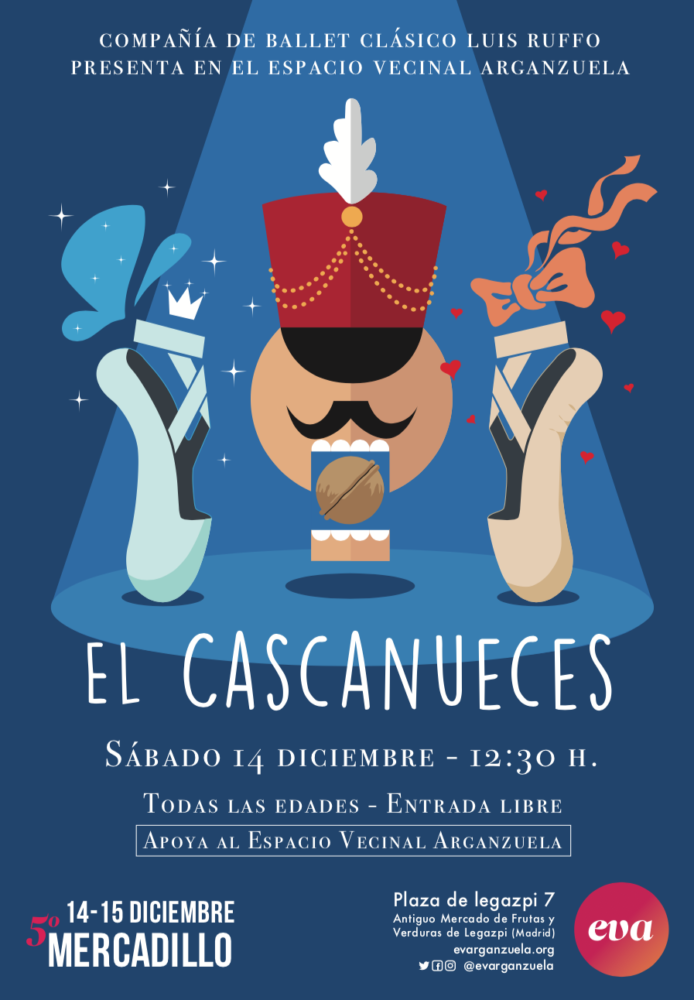 COMPAÑÍA DE BALLET CLÁSICO LUIS RUFFO
PRESENTA EN EL ESPACIO VECINAL ARGANZUELA
EL CASCANUECES
SÁBADO 14 DICIEMBRE - 12:30 H.
TODAS LAS EDADES - ENTRADA LIBRE
APOYA AL ESPACIO VECINAL ARGANZUELA
5º 14-15 DICIEMBRE
MERCADILLO
Plaza de legazpi 7
Antiguo Mercado de Frutas y
Verduras de Legazpi (Madrid)
evarganzuela.org
@evarganzuela
eva